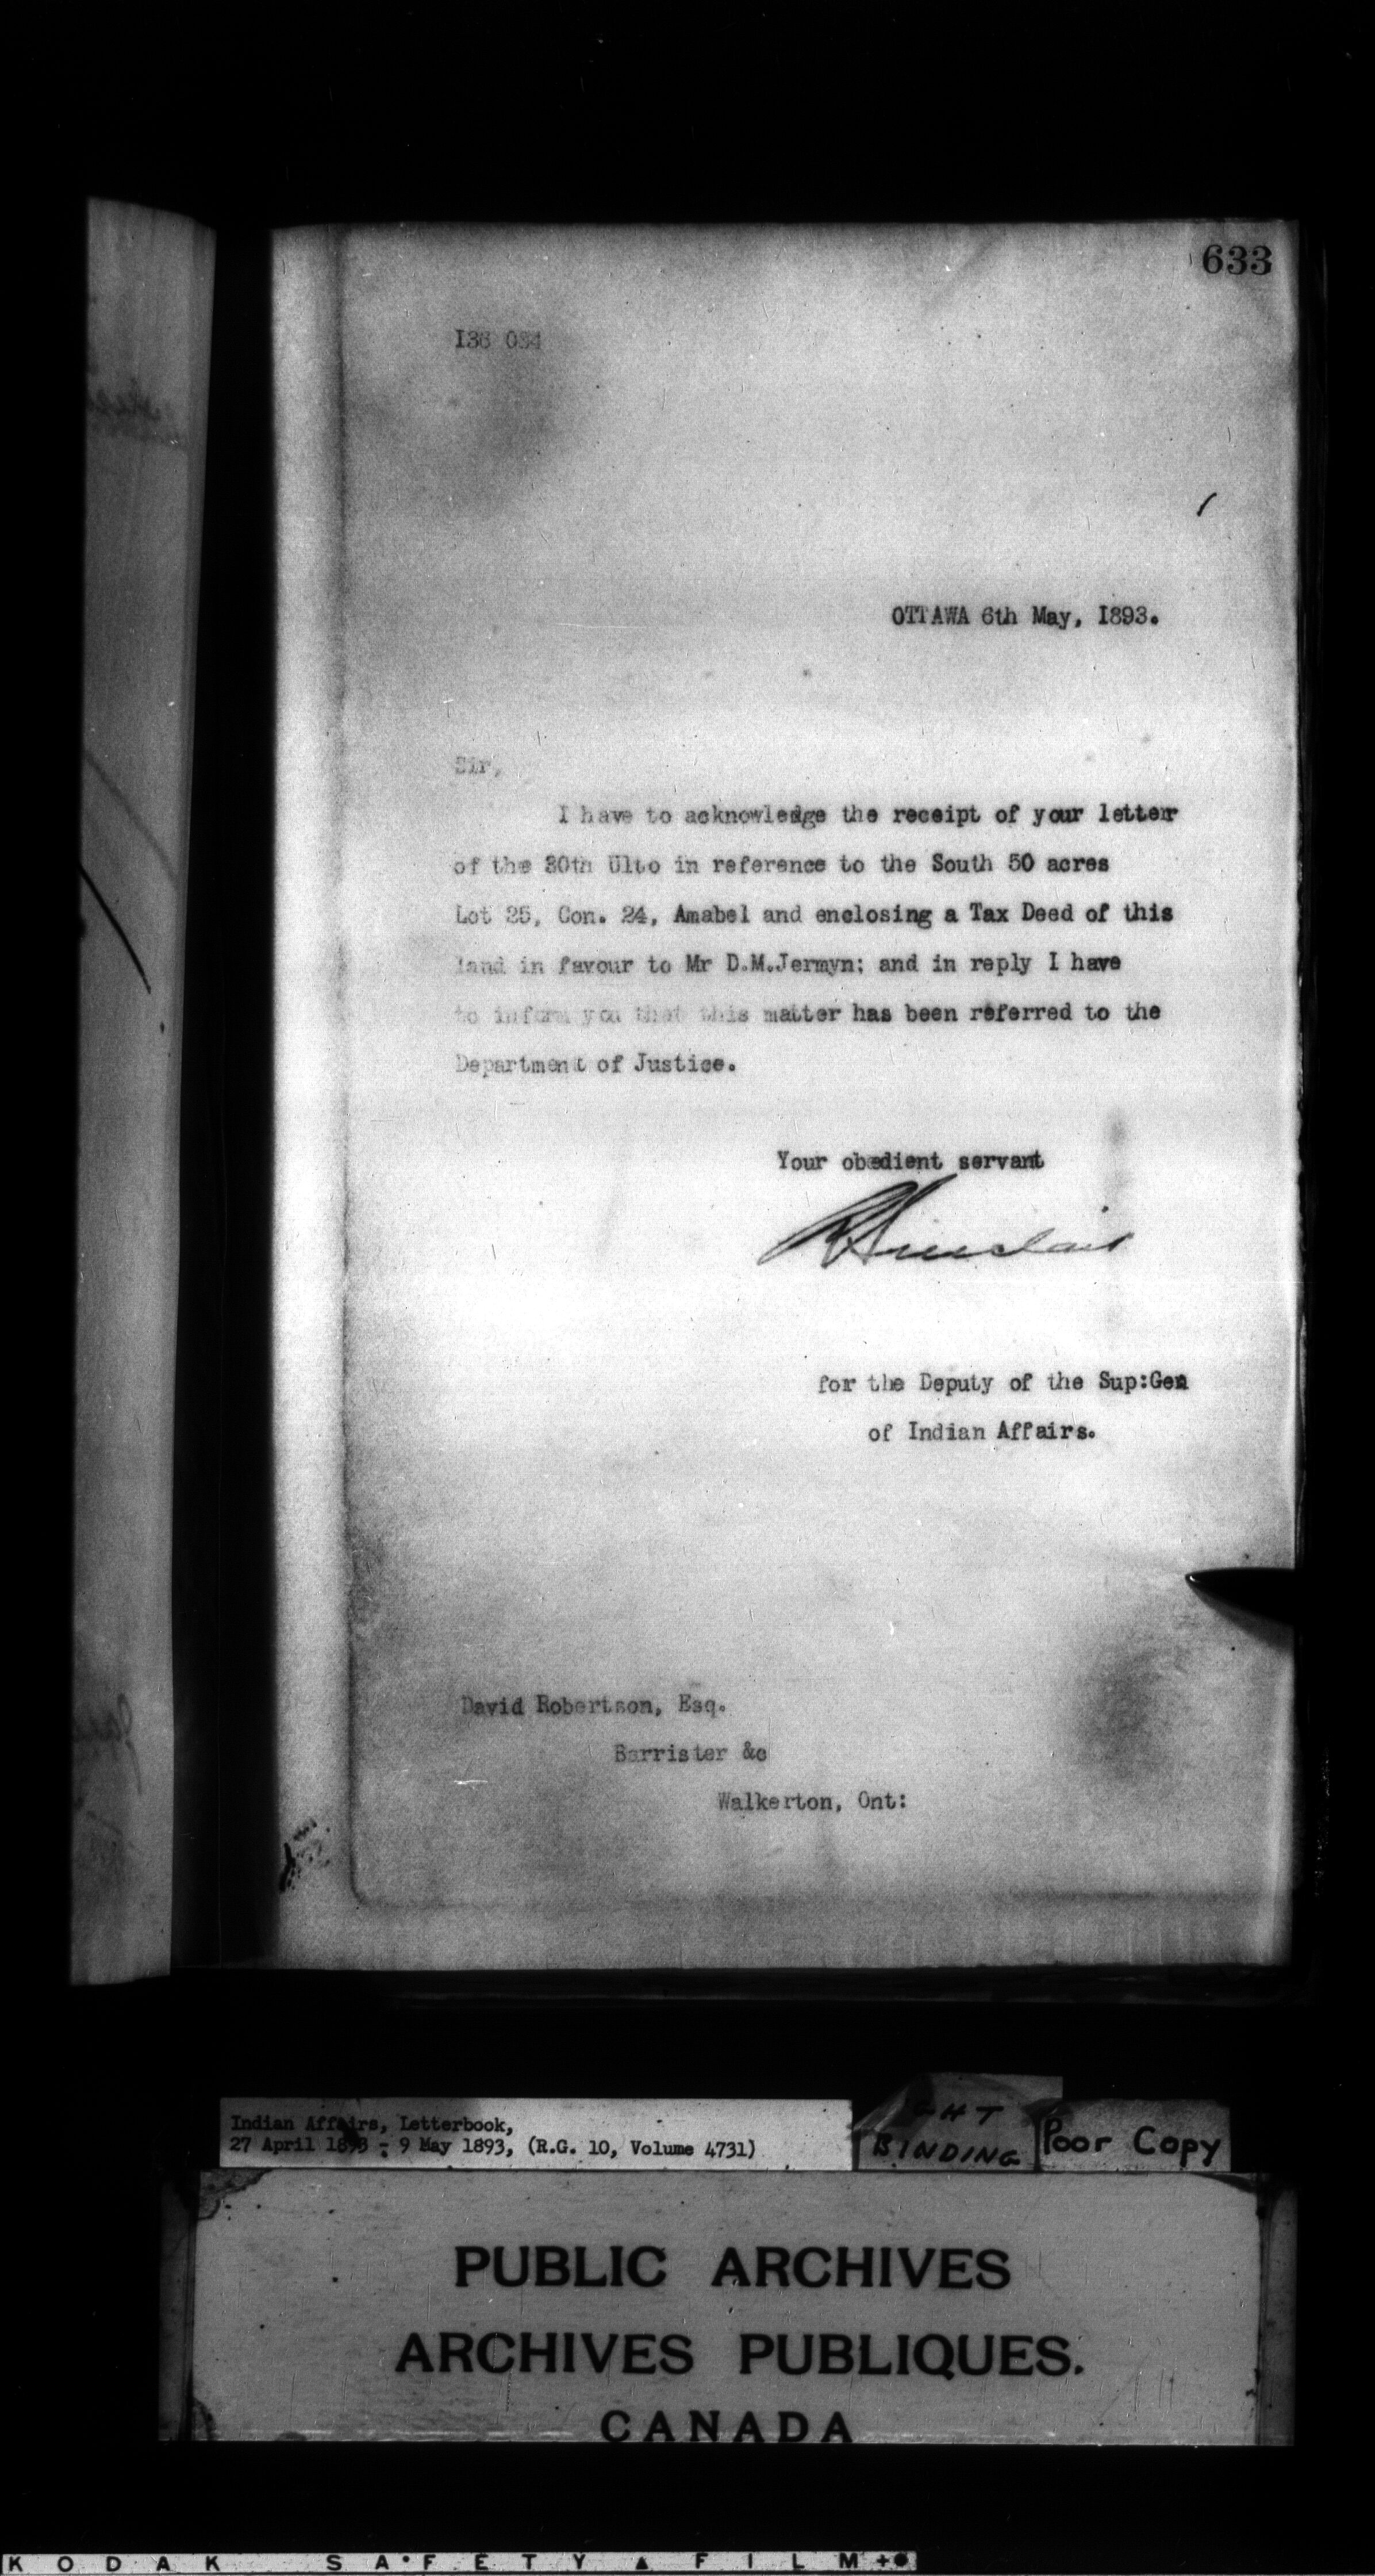 633
I36 034
OTTAWA 6th May, I893.
Sir,
I have to acknowledge the receipt of your letter
of the 30th Ulto in reference to the South 50 acres
Lot 25, Con. 24, Amabel and enclosing a Tax Deed of this
land in favour to Mr D.M.Jermyn; and in reply I have
to inform you that this matter has been referred to the
Department of Justice.
Your obedient servant
R Sinclair
for the Deputy of the Sup:Gen
of Indian Affairs.
David Robertson, Esq.
Barrister &c
Walkerton, Ont:
Indian Affairs, Letterbook,
27 April 1893 - 9 May 1893, (R.G. 10, Volume 4731)
BINDING
Poor Copy
PUBLIC ARCHIVES
ARCHIVES PUBLIQUES.
CANADA
KODAK SAFETY FILM